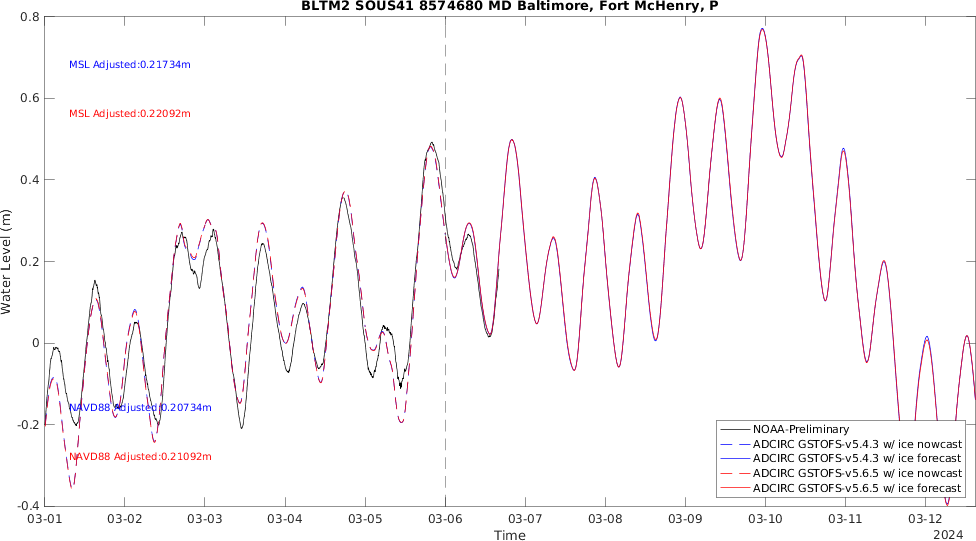 BLTM2 SOUS41 8574680 MD Baltimore, Fort McHenry, P
0.8
MSL Adjusted:0.21734m
0.6
MSL Adjusted:0.22092m
0.4
Water Level (m)
0.2
0
NAVD88 Adjusted:0.20734m
-0.2
NAVD88 Adjusted:0.21092m
-0.4
NOAA-Preliminary
ADCIRC GSTOFS-v5.4.3 w/ ice nowcast
ADCIRC GSTOFS-v5.4.3 w/ ice forecast
ADCIRC GSTOFS-v5.6.5 w/ ice nowcast
ADCIRC GSTOFS-v5.6.5 w/ ice forecast
03-01 03-02 03-03 03-04 03-05 03-06 03-07 03-08 03-09 03-10 03-11 03-12
Time
2024